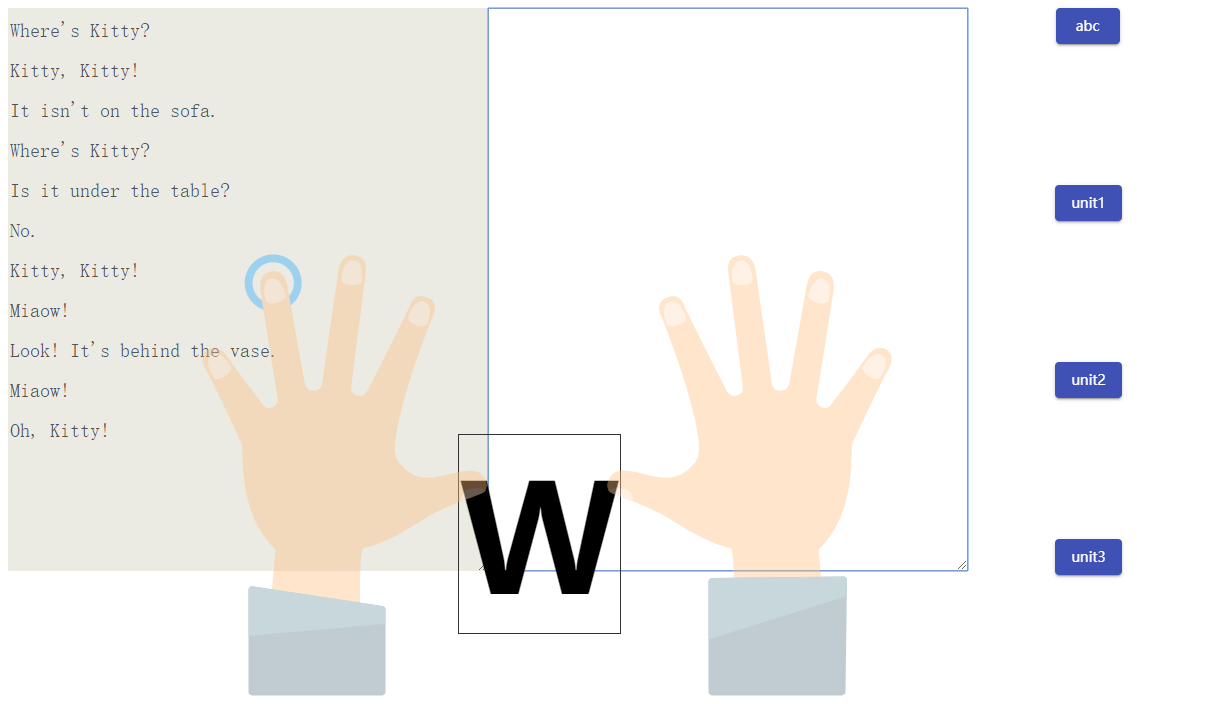 Where's Kitty?
Kitty, Kitty!
It isn't on the sofa.
Where's Kitty?
Is it under the table?
No.
Kitty, Kitty!
Miaow!
Look! It's behind the vase.
Miaow!
Oh, Kitty!
W
abc
unit1
unit2
unit3